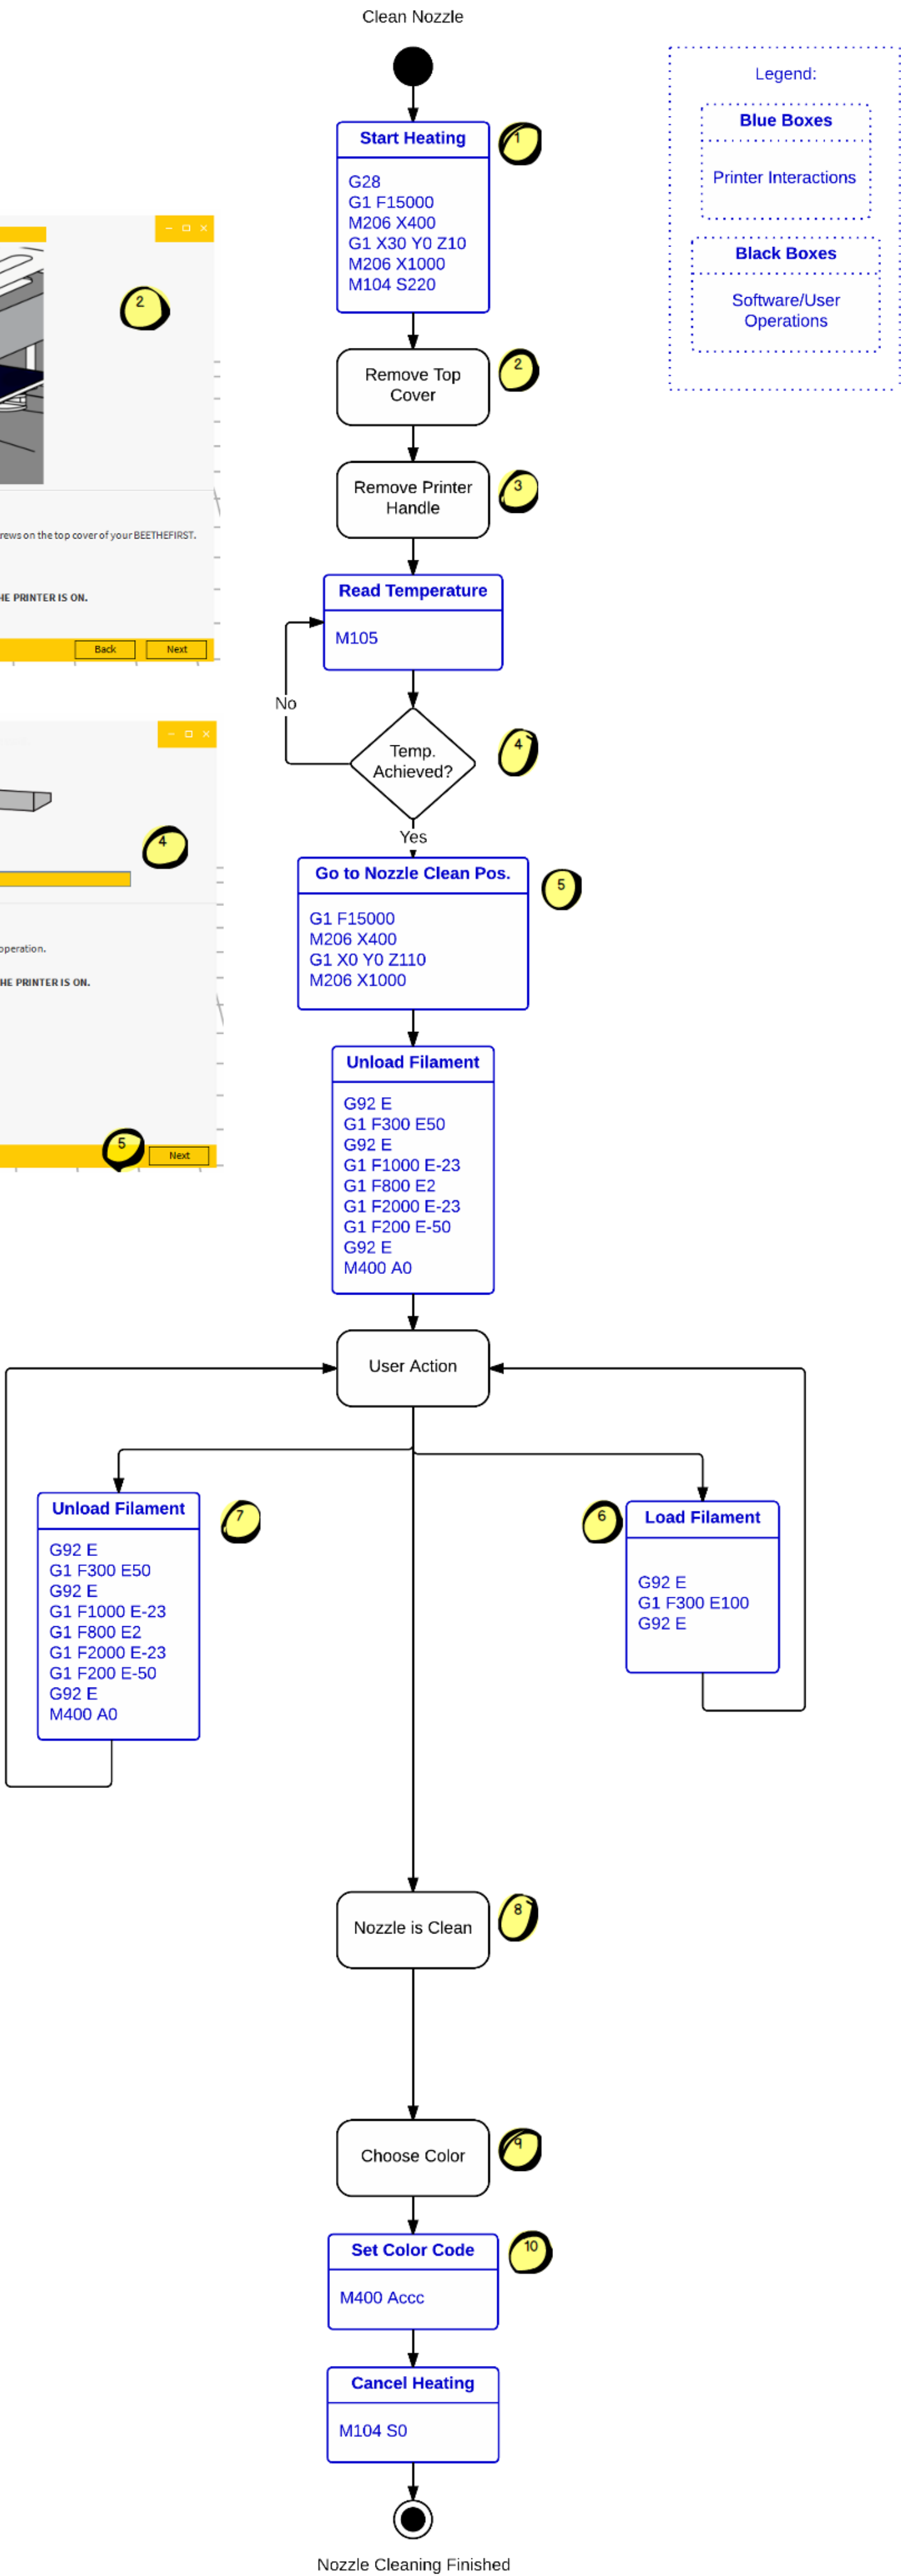 Clean Nozzle
Legend:
Blue Boxes
Printer Interactions
Black Boxes
Software/User
Operations
Start Heating
1
G28
G1 F15000
M206 X400
G1 X30 Y0 Z10
M206 X1000
M104 S220
2
Remove Top
Cover
2
Remove Printer
Handle
3
rews on the top cover of your BEETHEFIRST.
HE PRINTER IS ON.
Back
Next
Read Temperature
M105
No
Temp.
Achieved?
4
Yes
4
operation.
HE PRINTER IS ON.
5
Next
Go to Nozzle Clean Pos.
5
G1 F15000
M206 X400
G1 X0 Y0 Z110
M206 X1000
Unload Filament
G92 E
G1 F300 E50
G92 E
G1 F1000 E-23
G1 F800 E2
G1 F2000 E-23
G1 F200 E-50
G92 E
M400 A0
User Action
Unload Filament
7
G92 E
G1 F300 E50
G92 E
G1 F1000 E-23
G1 F800 E2
G1 F2000 E-23
G1 F200 E-50
G92 E
M400 A0
6
Load Filament
G92 E
G1 F300 E100
G92 E
Nozzle is Clean
8
Choose Color
9
Set Color Code
10
M400 Accc
Cancel Heating
M104 S0
Nozzle Cleaning Finished